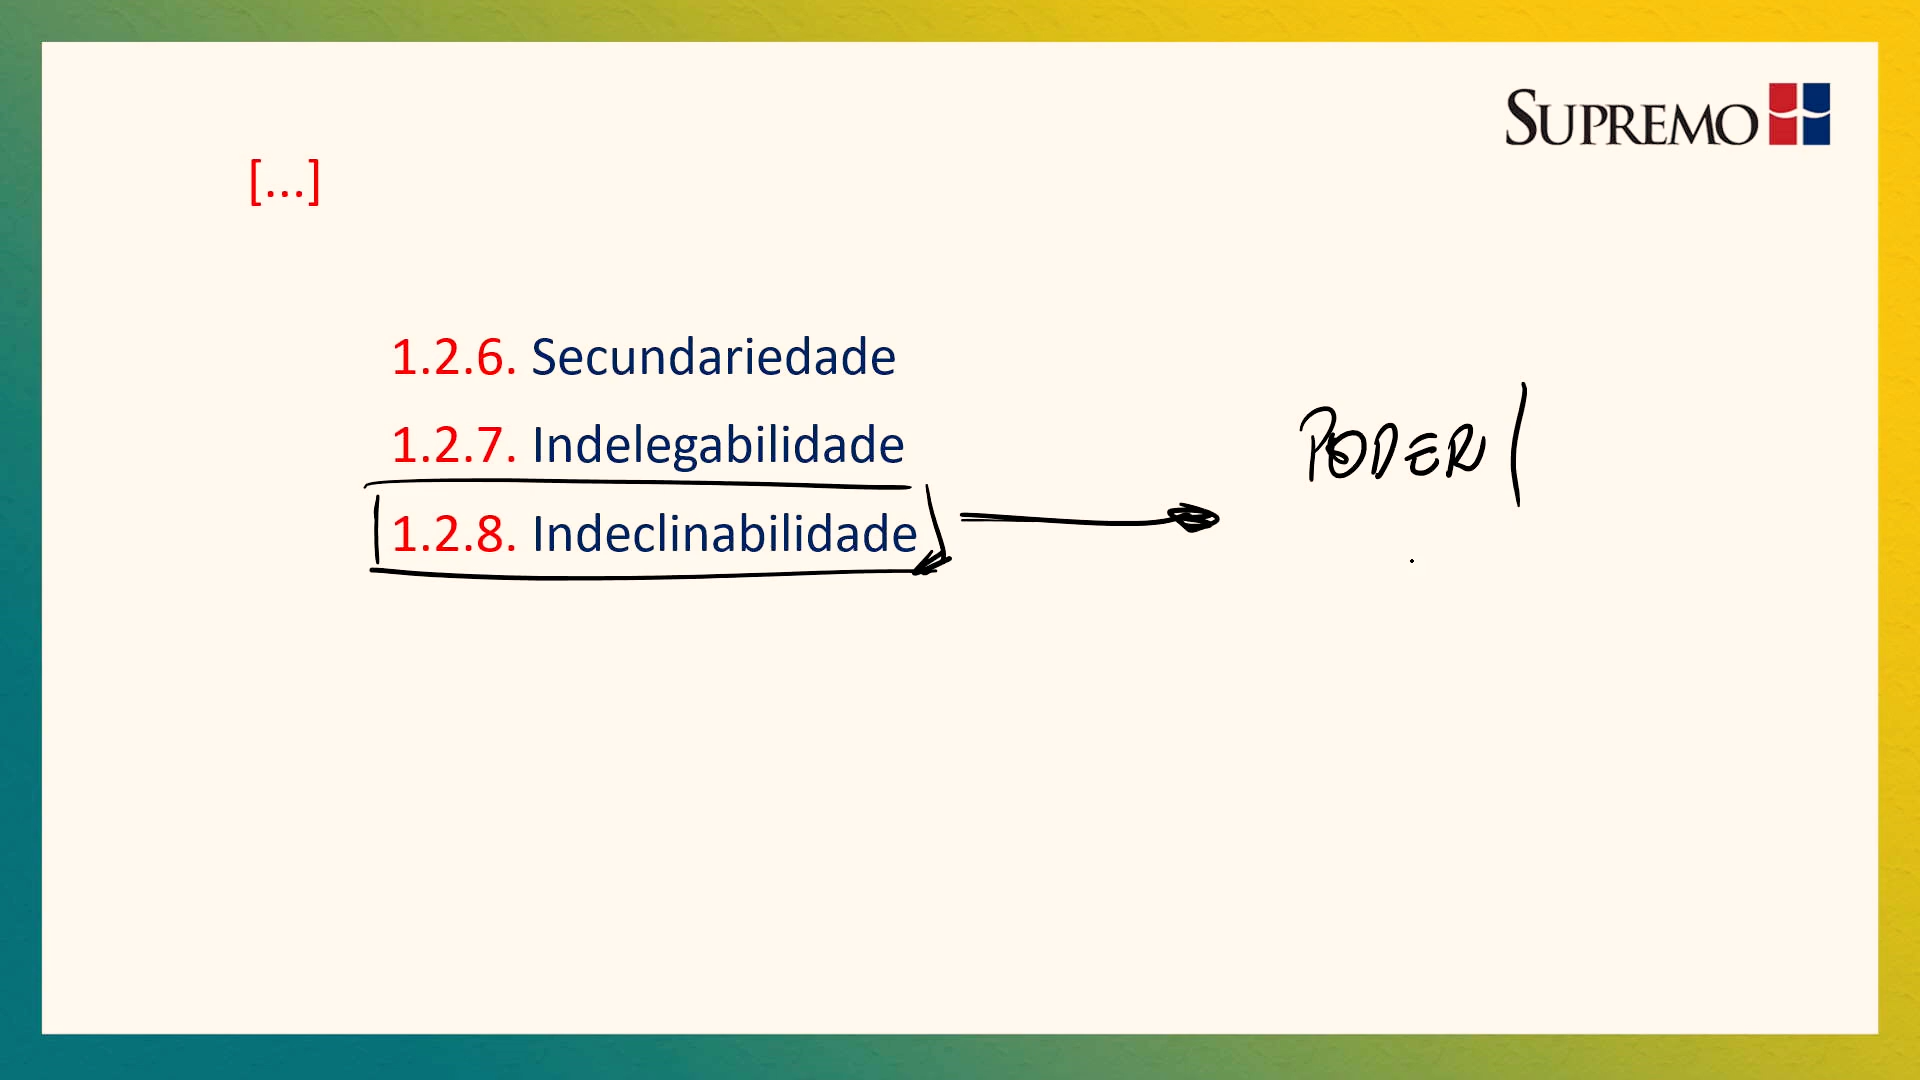 SUPREMO
[...]
1.2.6. Secundariedade
1.2.7. Indelegabilidade
1.2.8. Indeclinabilidade
PODER